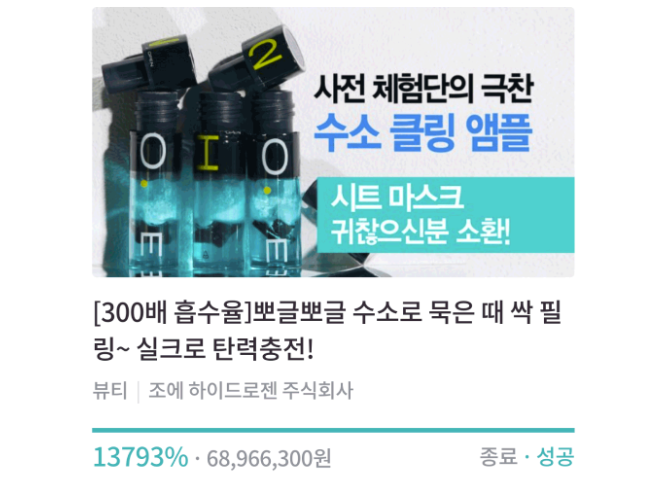 2
사전 체험단의 극찬
수소 클링 앰플
시트 마스크
귀찮으신분 소환!
O H O
E E
[300배 흡수율]뽀글뽀글 수소로 묵은 때 싹 필
링~ 실크로 탄력충전!
뷰티 | 조에 하이드로젠 주식회사
13793% · 68,966,300원
종료 · 성공